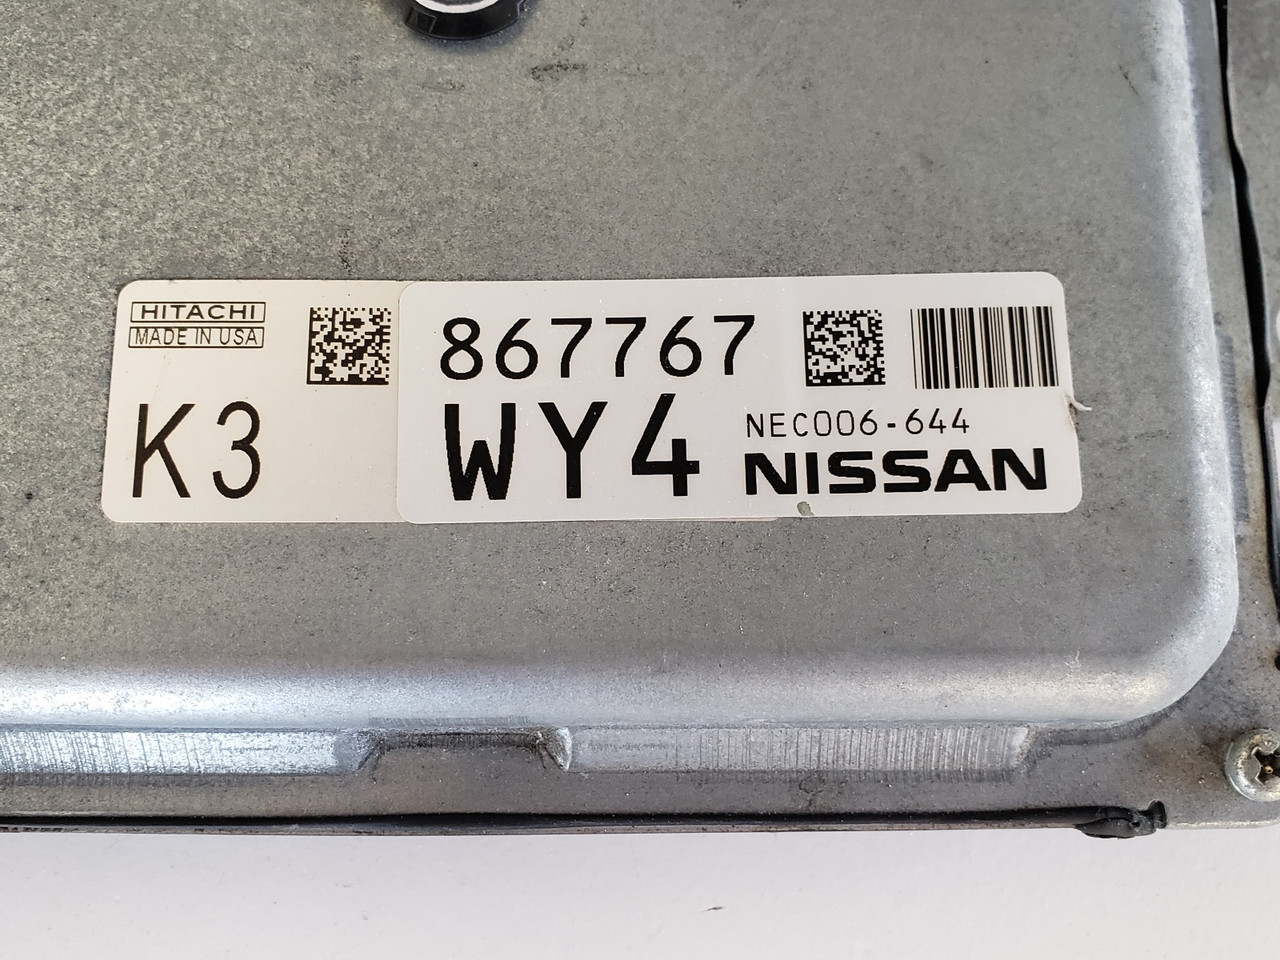 HITACHI
MADE IN USA
K3
867767
WY4
NEC006-644
NISSAN